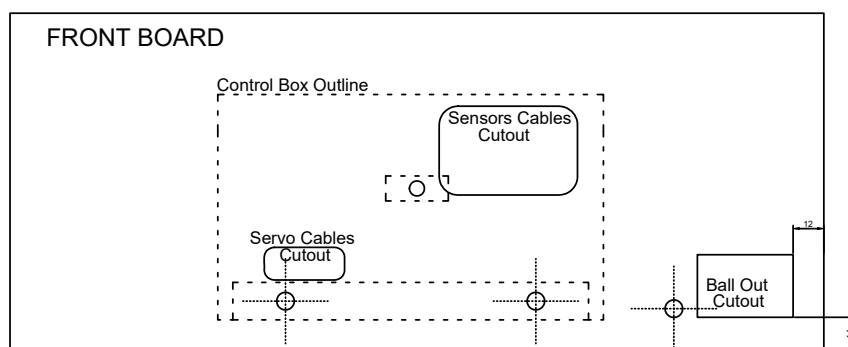 FRONT BOARD
Control Box Outline
Sensors Cables
Cutout
12
Servo Cables
Cutout
Ball Out
Cutout